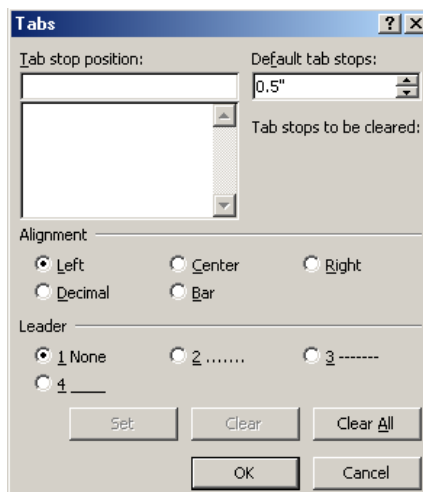 Tabs ? ×
Tab stop position: Default tab stops:
0.5"
Tab stops to be cleared:
Alignment
Left Center Right
Decimal Bar
Leader
1 None 2 ....... 3 -------
4 ____
Set Clear Clear All
OK Cancel